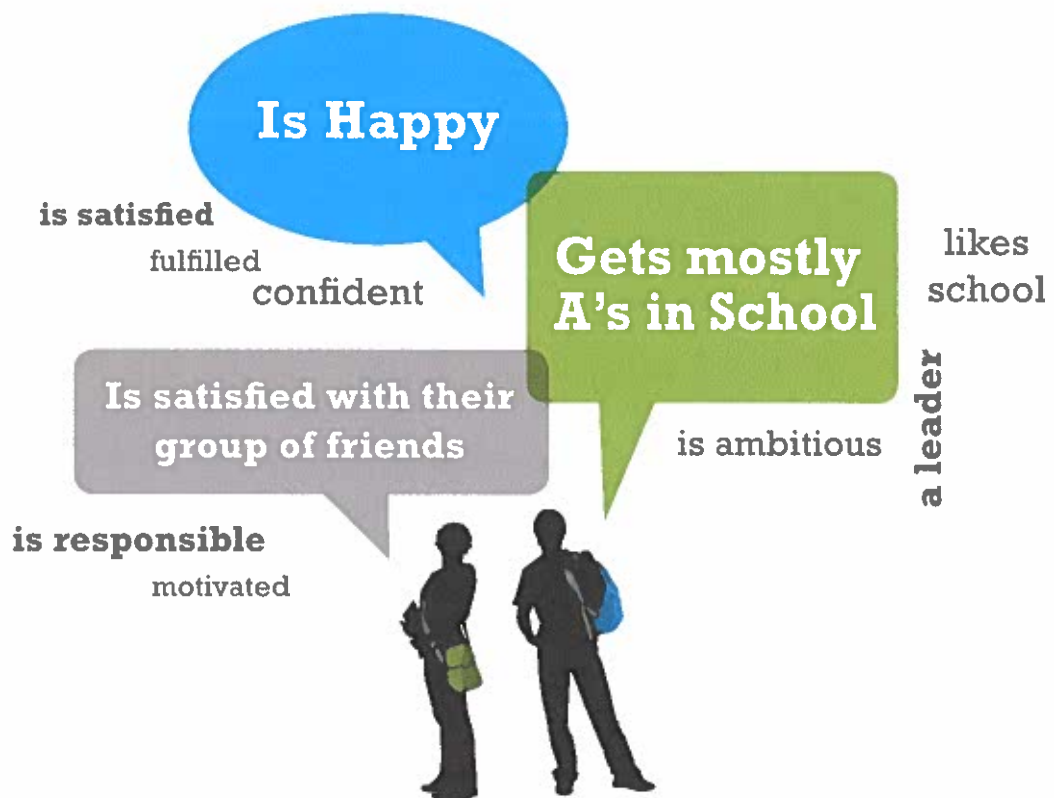 Is Happy
is satisfied
fulfilled
confident
Gets mostly
A's in School
likes
school
a leader
Is satisfied with their
group of friends
is ambitious
is responsible
motivated